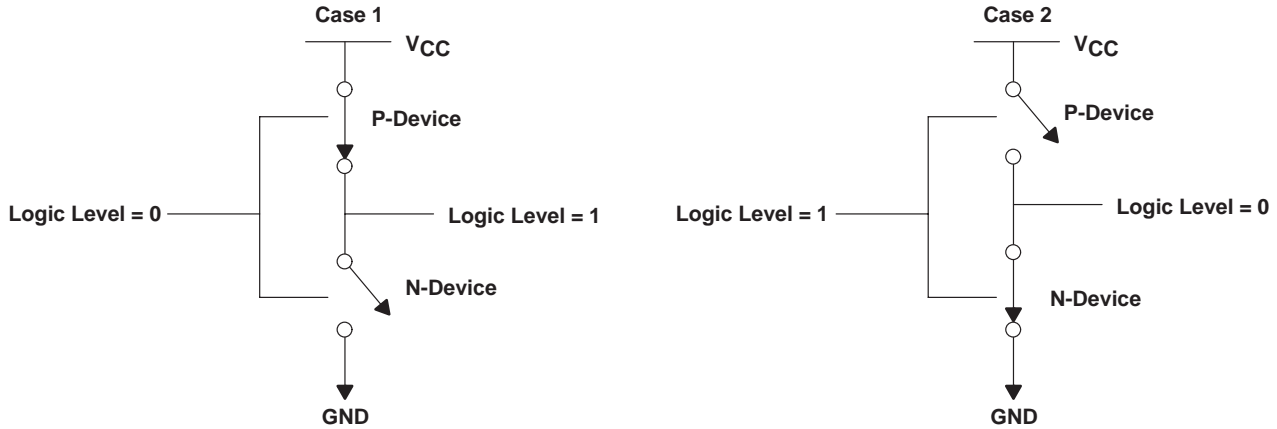 Case 1
VCC
P-Device
Logic Level = 0
Logic Level = 1
N-Device
GND
Case 2
VCC
P-Device
Logic Level = 1
Logic Level = 0
N-Device
GND